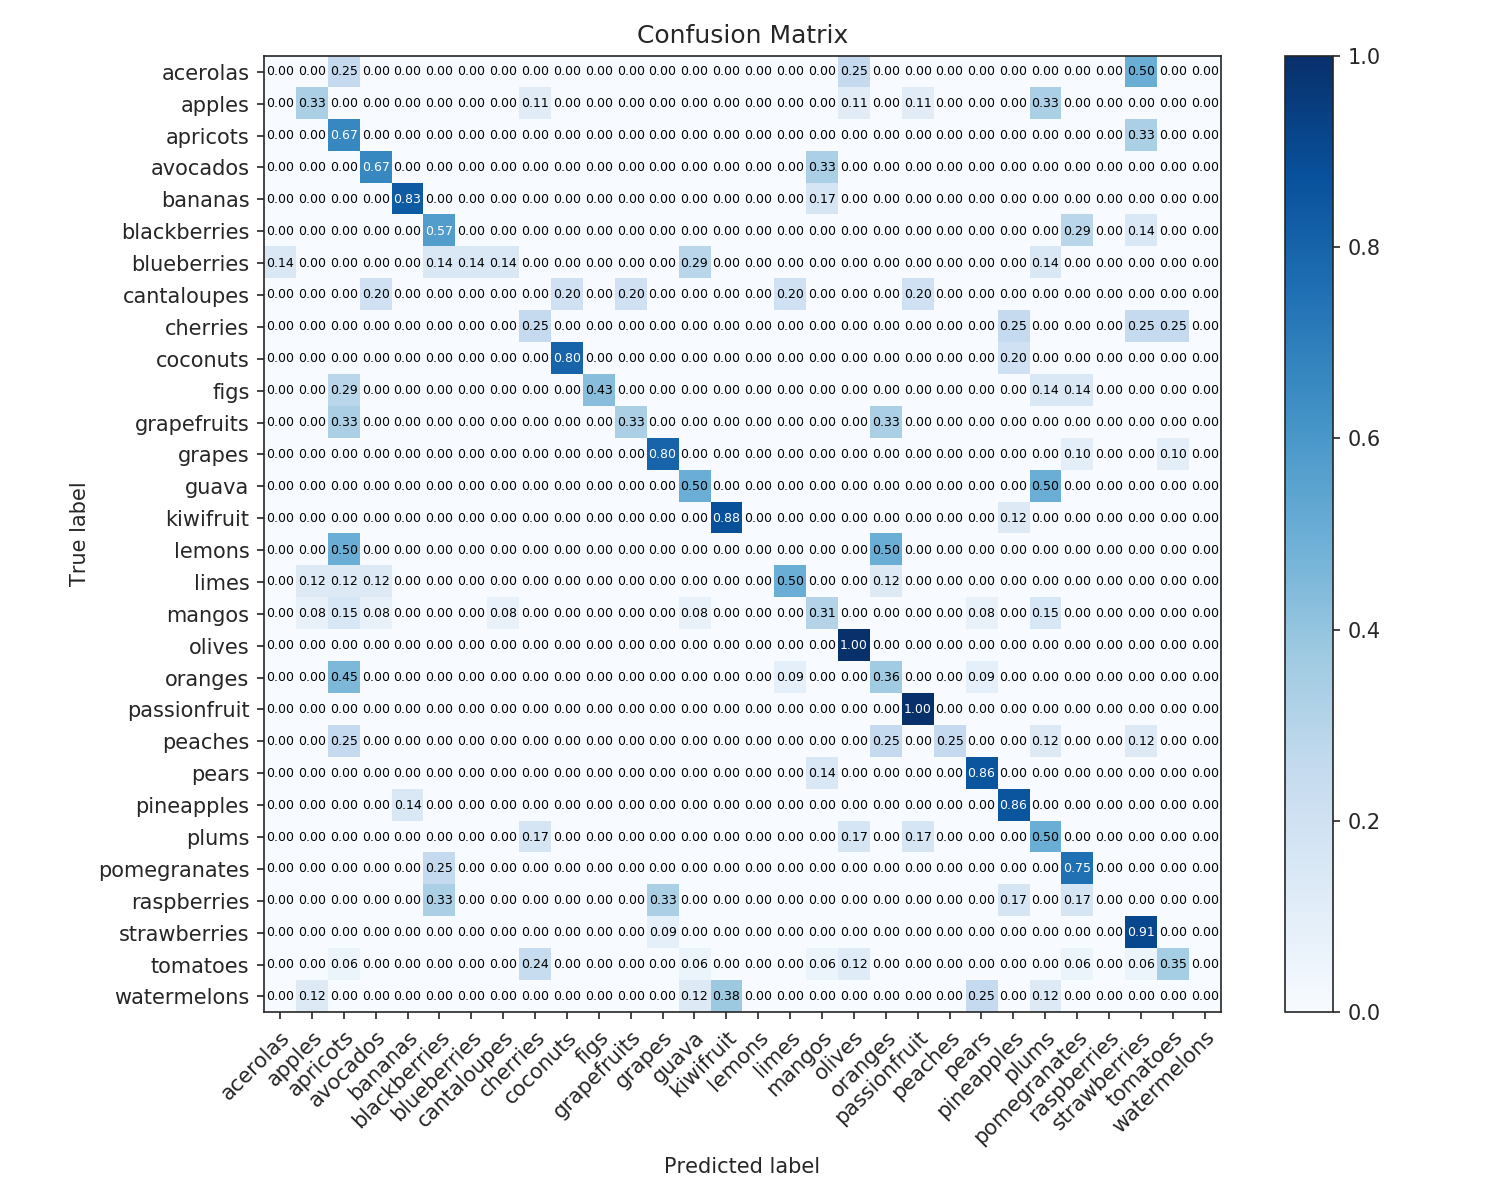 Confusion Matrix
acerolas 0.00 0.00 0.25 0.00 0.00 0.00 0.00 0.00 0.00 0.00 0.00 0.00 0.00 0.00 0.00 0.00 0.00 0.00 0.25 0.00 0.00 0.00 0.00 0.00 0.00 0.00 0.00 0.50 0.00 0.00
apples 0.00 0.33 0.00 0.00 0.00 0.00 0.00 0.00 0.11 0.00 0.00 0.00 0.00 0.00 0.00 0.00 0.00 0.00 0.11 0.00 0.11 0.00 0.00 0.00 0.33 0.00 0.00 0.00 0.00 0.00
apricots 0.00 0.00 0.67 0.00 0.00 0.00 0.00 0.00 0.00 0.00 0.00 0.00 0.00 0.00 0.00 0.00 0.00 0.00 0.00 0.00 0.00 0.00 0.00 0.00 0.00 0.00 0.00 0.33 0.00 0.00
avocados 0.00 0.00 0.00 0.67 0.00 0.00 0.00 0.00 0.00 0.00 0.00 0.00 0.00 0.00 0.00 0.00 0.00 0.33 0.00 0.00 0.00 0.00 0.00 0.00 0.00 0.00 0.00 0.00 0.00 0.00
bananas 0.00 0.00 0.00 0.00 0.83 0.00 0.00 0.00 0.00 0.00 0.00 0.00 0.00 0.00 0.00 0.00 0.00 0.17 0.00 0.00 0.00 0.00 0.00 0.00 0.00 0.00 0.00 0.00 0.00 0.00
blackberries 0.00 0.00 0.00 0.00 0.00 0.57 0.00 0.00 0.00 0.00 0.00 0.00 0.00 0.00 0.00 0.00 0.00 0.00 0.00 0.00 0.00 0.00 0.00 0.00 0.00 0.29 0.00 0.14 0.00 0.00
blueberries 0.14 0.00 0.00 0.00 0.00 0.14 0.14 0.14 0.00 0.00 0.00 0.00 0.00 0.29 0.00 0.00 0.00 0.00 0.00 0.00 0.00 0.00 0.00 0.00 0.14 0.00 0.00 0.00 0.00 0.00
cantaloupes 0.00 0.00 0.00 0.20 0.00 0.00 0.00 0.00 0.00 0.20 0.00 0.20 0.00 0.00 0.00 0.00 0.20 0.00 0.00 0.00 0.20 0.00 0.00 0.00 0.00 0.00 0.00 0.00 0.00 0.00
cherries 0.00 0.00 0.00 0.00 0.00 0.00 0.00 0.00 0.25 0.00 0.00 0.00 0.00 0.00 0.00 0.00 0.00 0.00 0.00 0.00 0.00 0.00 0.00 0.25 0.00 0.00 0.00 0.25 0.25 0.00
coconuts 0.00 0.00 0.00 0.00 0.00 0.00 0.00 0.00 0.00 0.80 0.00 0.00 0.00 0.00 0.00 0.00 0.00 0.00 0.00 0.00 0.00 0.00 0.00 0.20 0.00 0.00 0.00 0.00 0.00 0.00
figs 0.00 0.00 0.29 0.00 0.00 0.00 0.00 0.00 0.00 0.00 0.43 0.00 0.00 0.00 0.00 0.00 0.00 0.00 0.00 0.00 0.00 0.00 0.00 0.00 0.14 0.14 0.00 0.00 0.00 0.00
grapefruits 0.00 0.00 0.33 0.00 0.00 0.00 0.00 0.00 0.00 0.00 0.00 0.33 0.00 0.00 0.00 0.00 0.00 0.00 0.00 0.33 0.00 0.00 0.00 0.00 0.00 0.00 0.00 0.00 0.00 0.00
grapes 0.00 0.00 0.00 0.00 0.00 0.00 0.00 0.00 0.00 0.00 0.00 0.00 0.80 0.00 0.00 0.00 0.00 0.00 0.00 0.00 0.00 0.00 0.00 0.00 0.00 0.10 0.00 0.00 0.10 0.00
guava 0.00 0.00 0.00 0.00 0.00 0.00 0.00 0.00 0.00 0.00 0.00 0.00 0.00 0.50 0.00 0.00 0.00 0.00 0.00 0.00 0.00 0.00 0.00 0.00 0.50 0.00 0.00 0.00 0.00 0.00
kiwifruit 0.00 0.00 0.00 0.00 0.00 0.00 0.00 0.00 0.00 0.00 0.00 0.00 0.00 0.00 0.88 0.00 0.00 0.00 0.00 0.00 0.00 0.00 0.00 0.12 0.00 0.00 0.00 0.00 0.00 0.00
lemons 0.00 0.00 0.50 0.00 0.00 0.00 0.00 0.00 0.00 0.00 0.00 0.00 0.00 0.00 0.00 0.00 0.00 0.00 0.00 0.50 0.00 0.00 0.00 0.00 0.00 0.00 0.00 0.00 0.00 0.00
limes 0.00 0.12 0.12 0.12 0.00 0.00 0.00 0.00 0.00 0.00 0.00 0.00 0.00 0.00 0.00 0.00 0.50 0.00 0.00 0.12 0.00 0.00 0.00 0.00 0.00 0.00 0.00 0.00 0.00 0.00
mangos 0.00 0.08 0.15 0.08 0.00 0.00 0.00 0.08 0.00 0.00 0.00 0.00 0.00 0.08 0.00 0.00 0.00 0.31 0.00 0.00 0.00 0.00 0.08 0.00 0.15 0.00 0.00 0.00 0.00 0.00
olives 0.00 0.00 0.00 0.00 0.00 0.00 0.00 0.00 0.00 0.00 0.00 0.00 0.00 0.00 0.00 0.00 0.00 0.00 1.00 0.00 0.00 0.00 0.00 0.00 0.00 0.00 0.00 0.00 0.00 0.00
oranges 0.00 0.00 0.45 0.00 0.00 0.00 0.00 0.00 0.00 0.00 0.00 0.00 0.00 0.00 0.00 0.00 0.09 0.00 0.00 0.36 0.00 0.00 0.09 0.00 0.00 0.00 0.00 0.00 0.00 0.00
passionfruit 0.00 0.00 0.00 0.00 0.00 0.00 0.00 0.00 0.00 0.00 0.00 0.00 0.00 0.00 0.00 0.00 0.00 0.00 0.00 0.00 1.00 0.00 0.00 0.00 0.00 0.00 0.00 0.00 0.00 0.00
peaches 0.00 0.00 0.25 0.00 0.00 0.00 0.00 0.00 0.00 0.00 0.00 0.00 0.00 0.00 0.00 0.00 0.00 0.00 0.00 0.25 0.00 0.25 0.00 0.00 0.12 0.00 0.00 0.12 0.00 0.00
pears 0.00 0.00 0.00 0.00 0.00 0.00 0.00 0.00 0.00 0.00 0.00 0.00 0.00 0.00 0.00 0.00 0.00 0.14 0.00 0.00 0.00 0.00 0.86 0.00 0.00 0.00 0.00 0.00 0.00 0.00
pineapples 0.00 0.00 0.00 0.00 0.14 0.00 0.00 0.00 0.00 0.00 0.00 0.00 0.00 0.00 0.00 0.00 0.00 0.00 0.00 0.00 0.00 0.00 0.00 0.86 0.00 0.00 0.00 0.00 0.00 0.00
plums 0.00 0.00 0.00 0.00 0.00 0.00 0.00 0.00 0.17 0.00 0.00 0.00 0.00 0.00 0.00 0.00 0.00 0.00 0.17 0.00 0.17 0.00 0.00 0.00 0.50 0.00 0.00 0.00 0.00 0.00
pomegranates 0.00 0.00 0.00 0.00 0.00 0.25 0.00 0.00 0.00 0.00 0.00 0.00 0.00 0.00 0.00 0.00 0.00 0.00 0.00 0.00 0.00 0.00 0.00 0.00 0.00 0.75 0.00 0.00 0.00 0.00
raspberries 0.00 0.00 0.00 0.00 0.00 0.33 0.00 0.00 0.00 0.00 0.00 0.00 0.33 0.00 0.00 0.00 0.00 0.00 0.00 0.00 0.00 0.00 0.00 0.17 0.00 0.17 0.00 0.00 0.00 0.00
strawberries 0.00 0.00 0.00 0.00 0.00 0.00 0.00 0.00 0.00 0.00 0.00 0.00 0.09 0.00 0.00 0.00 0.00 0.00 0.00 0.00 0.00 0.00 0.00 0.00 0.00 0.00 0.00 0.91 0.00 0.00
tomatoes 0.00 0.00 0.06 0.00 0.00 0.00 0.00 0.00 0.24 0.00 0.00 0.00 0.00 0.06 0.00 0.00 0.00 0.06 0.12 0.00 0.00 0.00 0.00 0.00 0.00 0.06 0.00 0.06 0.35 0.00
watermelons 0.00 0.12 0.00 0.00 0.00 0.00 0.00 0.00 0.00 0.00 0.00 0.00 0.00 0.12 0.38 0.00 0.00 0.00 0.00 0.00 0.00 0.00 0.25 0.00 0.12 0.00 0.00 0.00 0.00 0.00
True label
acerolas
apples
apricots
avocados
bananas
blackberries
blueberries
cantaloupes
cherries
coconuts
figs
grapefruits
grapes
guava
kiwifruit
lemons
limes
mangos
olives
oranges
passionfruit
peaches
pears
pineapples
plums
pomegranates
raspberries
strawberries
tomatoes
watermelons
Predicted label
1.0
0.8
0.6
0.4
0.2
0.0